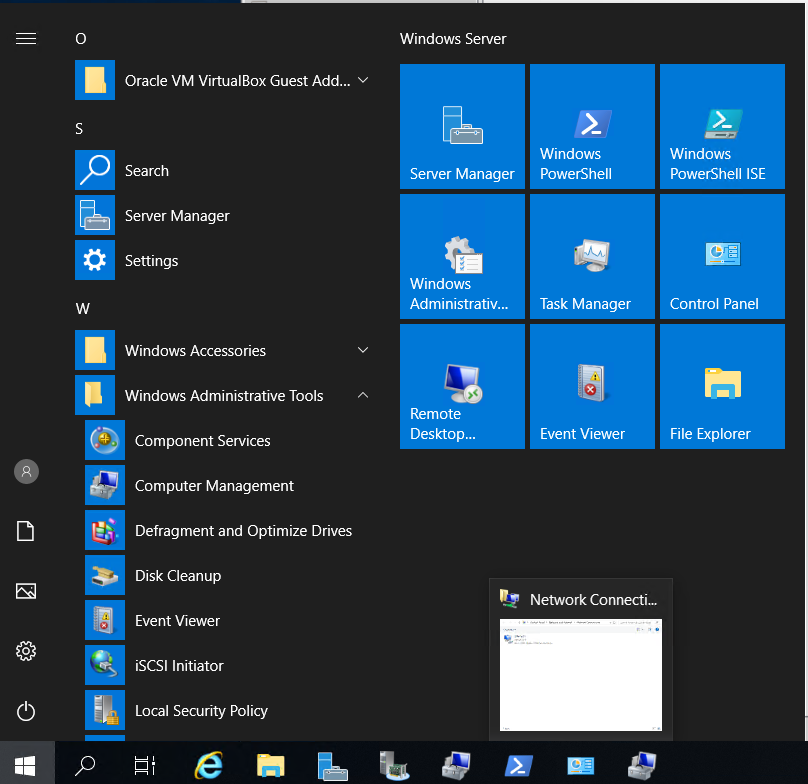 O
Oracle VM VirtualBox Guest Add...
S
Search
Server Manager
Settings
W
Windows Accessories
Windows Administrative Tools
Component Services
Computer Management
Defragment and Optimize Drives
Disk Cleanup
Event Viewer
iSCSI Initiator
Local Security Policy
Windows Server
Server Manager
Windows
PowerShell
Windows
PowerShell ISE
Windows
Administrativ...
Task Manager
Control Panel
Remote
Desktop...
Event Viewer
File Explorer
Network Connecti...